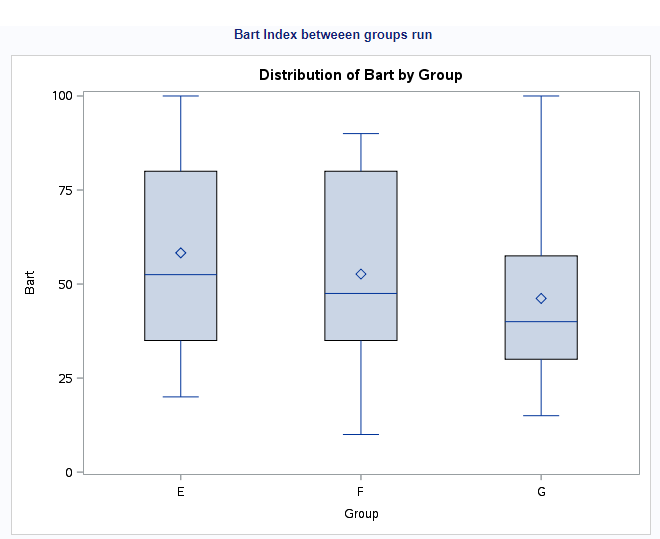 Bart Index betweeen groups run
Distribution of Bart by Group
100
75
50
25
0
Bart
E F G
Group